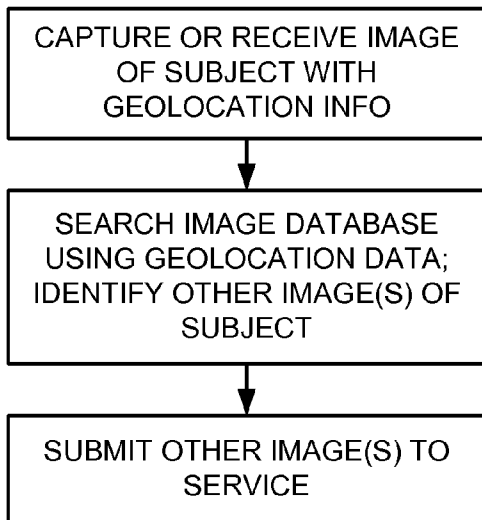 CAPTURE OR RECEIVE IMAGE
OF SUBJECT WITH
GEOLOCATION INFO
SEARCH IMAGE DATABASE
USING GEOLOCATION DATA;
IDENTIFY OTHER IMAGE(S) OF
SUBJECT
SUBMIT OTHER IMAGE(S) TO
SERVICE